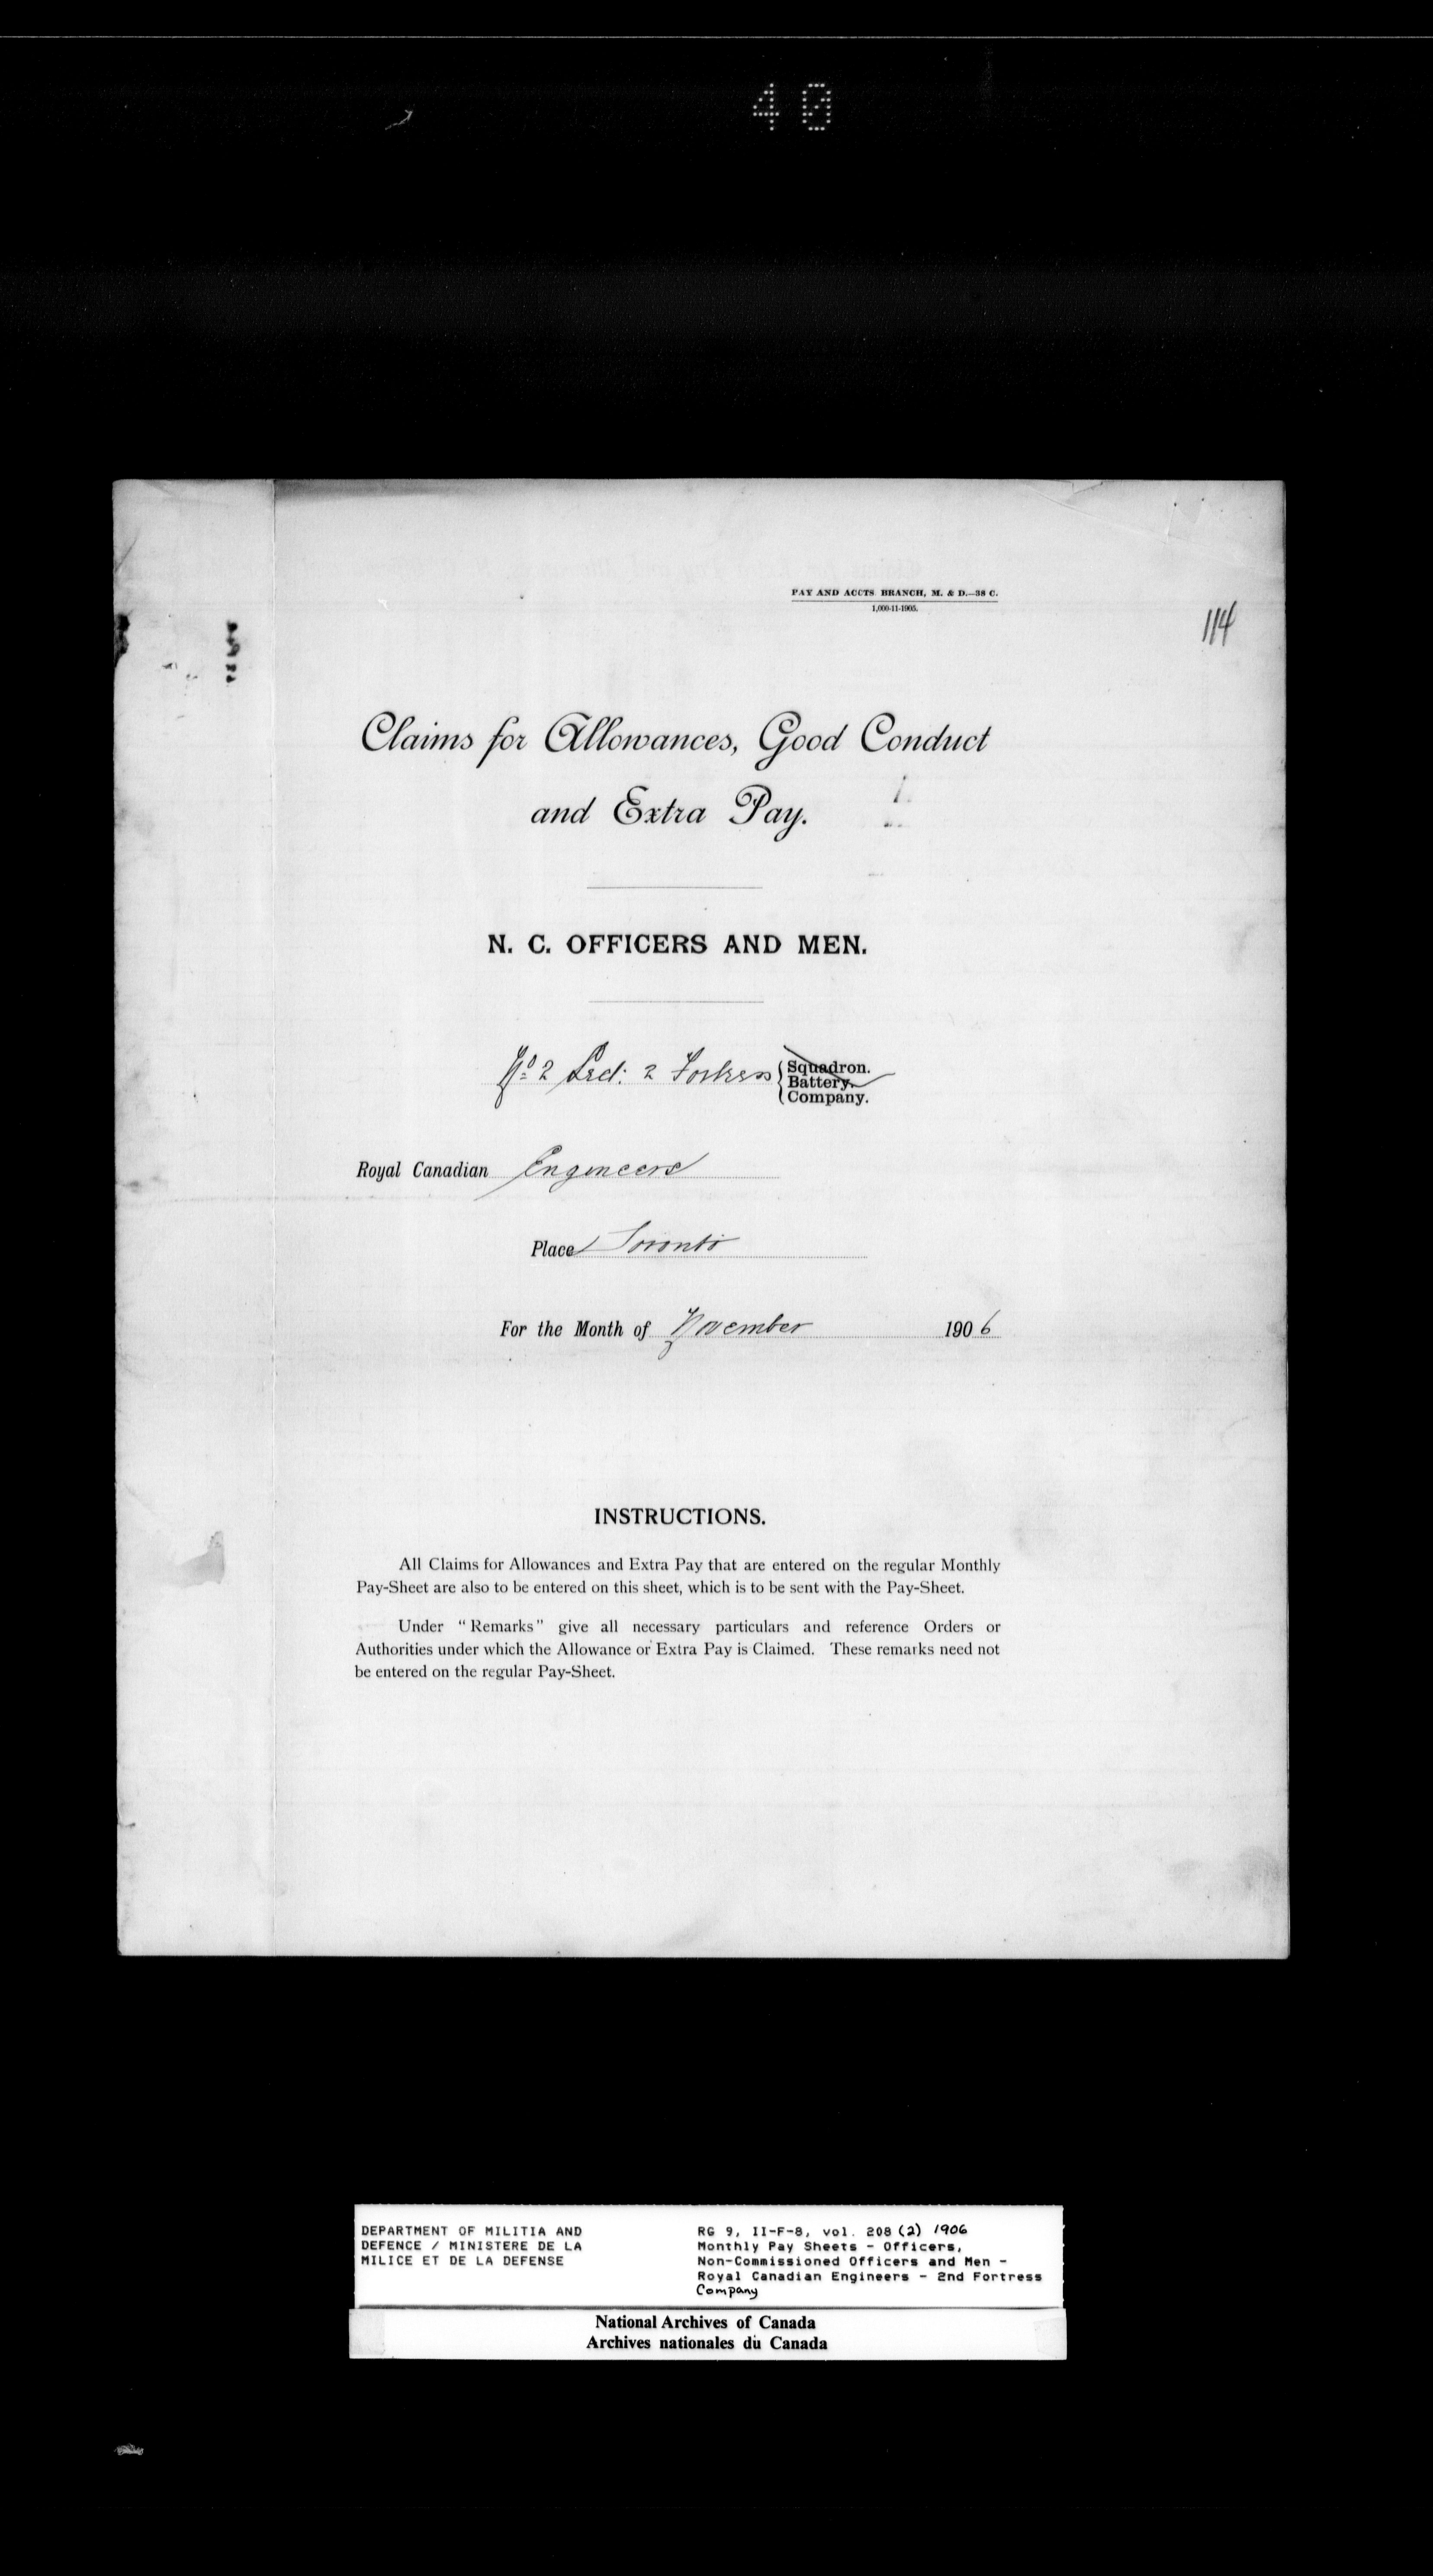 40
PAY AND ACCTS. BRANCH, M. & D.—38 C.
1,000-11-1905.
114
Claims for Allowances, Good Conduct
and Extra Pay.
N. C. OFFICERS AND MEN.
No 2 Sect: 2 Fortress
Squadron.
Battery.
Company.
Royal Canadian Engineers
Place Toronto
For the Month of November 1906
INSTRUCTIONS.
All Claims for Allowances and Extra Pay that are entered on the regular Monthly
Pay-Sheet are also to be entered on this sheet, which is to be sent with the Pay-Sheet.
Under "Remarks" give all necessary particulars and reference Orders or
Authorities under which the Allowance or Extra Pay is Claimed. These remarks need not
be entered on the regular Pay-Sheet.
DEPARTMENT OF MILITIA AND
DEFENCE / MINISTERE DE LA
MILICE ET DE LA DEFENSE
RG 9, II-F-8, vol. 208 (2) 1906
Monthly Pay Sheets - Officers,
Non-Commissioned Officers and Men -
Royal Canadian Engineers - 2nd Fortress
Company
National Archives of Canada
Archives nationales du Canada